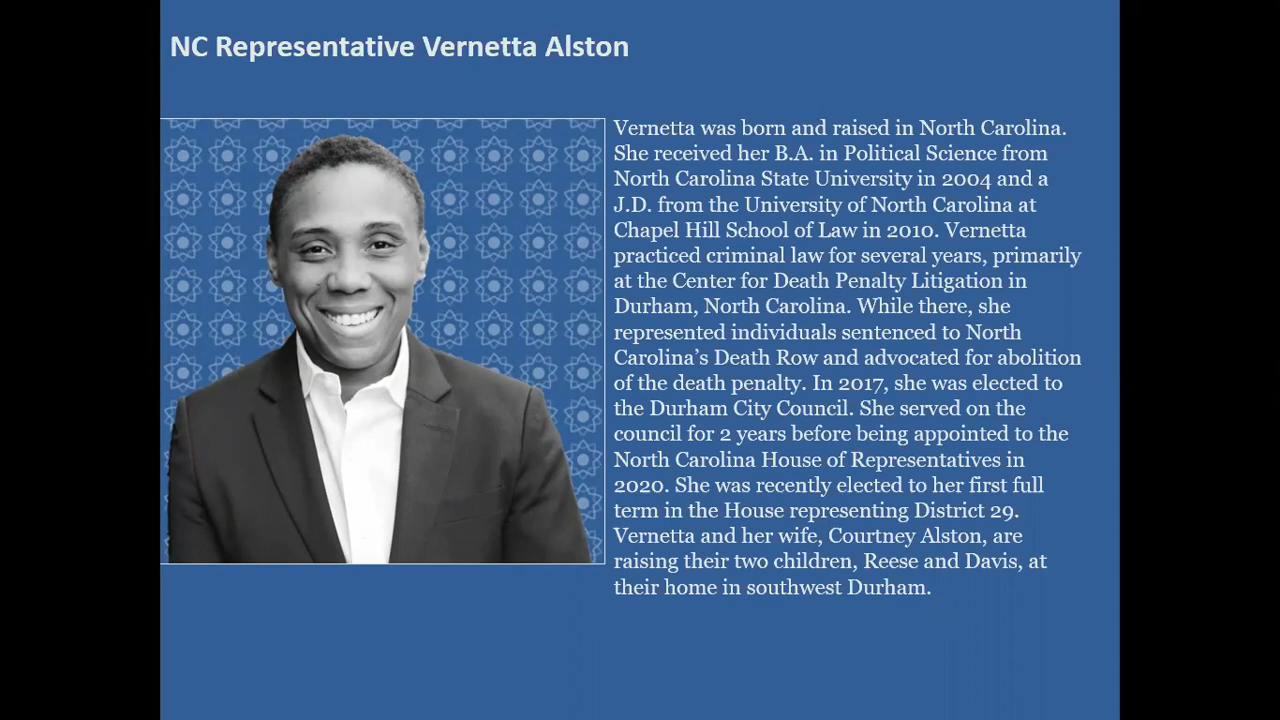 NC Representative Vernetta Alston
Vernetta was born and raised in North Carolina.
She received her B.A. in Political Science from
North Carolina State University in 2004 and a
J.D. from the University of North Carolina at
Chapel Hill School of Law in 2010. Vernetta
practiced criminal law for several years, primarily
at the Center for Death Penalty Litigation in
Durham, North Carolina. While there, she
represented individuals sentenced to North
Carolina’s Death Row and advocated for abolition
of the death penalty. In 2017, she was elected to
the Durham City Council. She served on the
council for 2 years before being appointed to the
North Carolina House of Representatives in
2020. She was recently elected to her first full
term in the House representing District 29.
Vernetta and her wife, Courtney Alston, are
raising their two children, Reese and Davis, at
their home in southwest Durham.